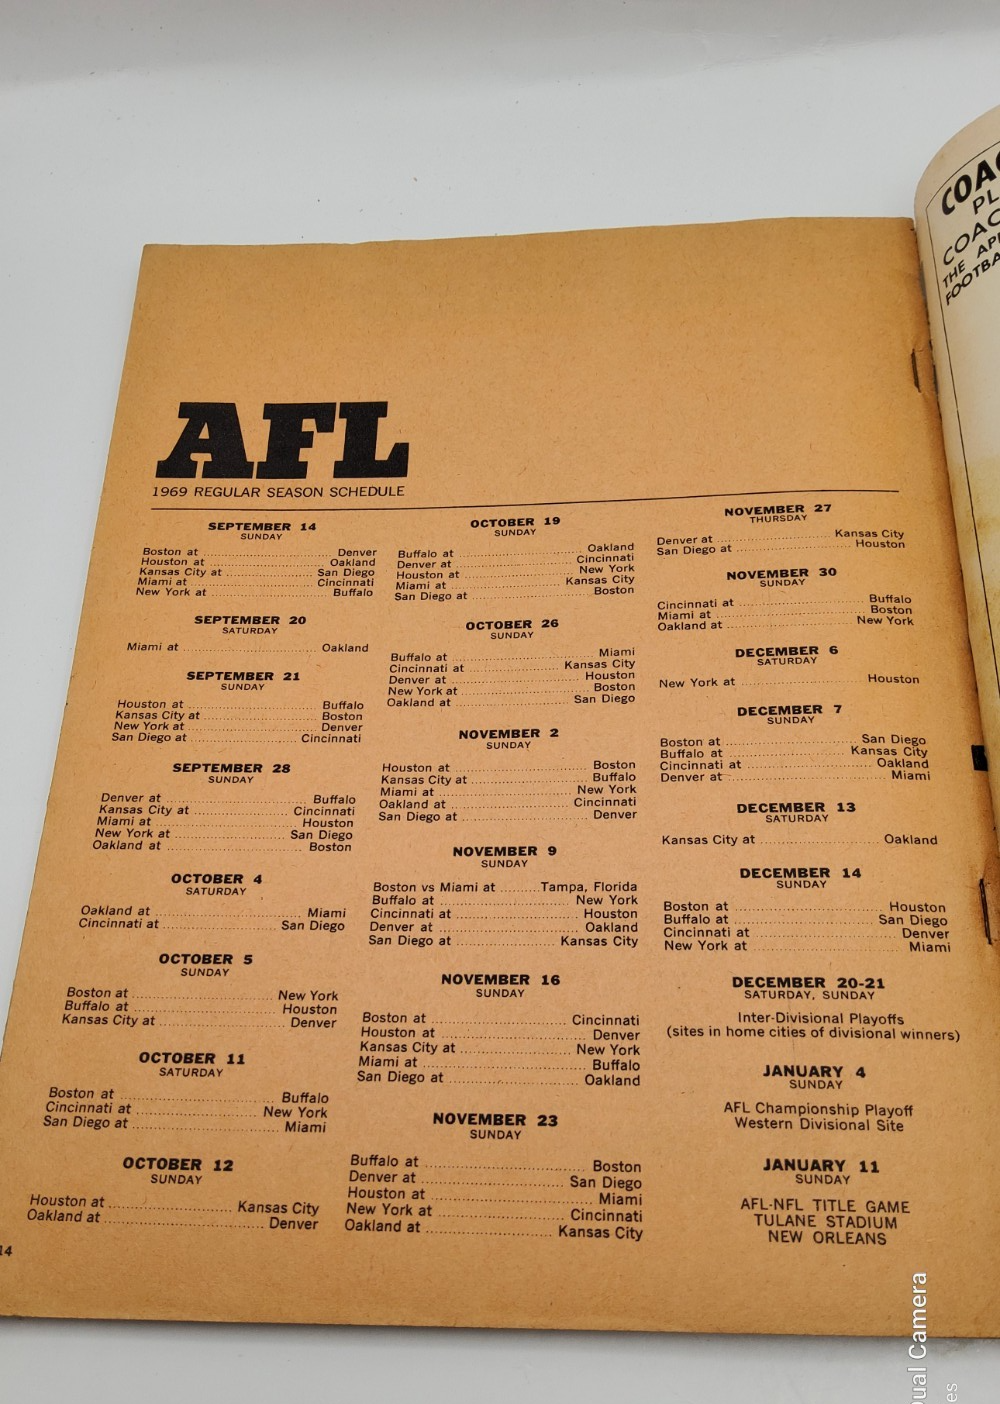 AFL
1969 REGULAR SEASON SCHEDULE
SEPTEMBER 14
SUNDAY
Boston at Denver
Houston at Oakland
Kansas City at San Diego
Miami at Cincinnati
New York at Buffalo
SEPTEMBER 20
SATURDAY
Miami at Oakland
SEPTEMBER 21
SUNDAY
Houston at Buffalo
Kansas City at Boston
New York at Denver
San Diego at Cincinnati
SEPTEMBER 28
SUNDAY
Denver at Buffalo
Kansas City at Cincinnati
Miami at Houston
New York at San Diego
Oakland at Boston
OCTOBER 4
SATURDAY
Oakland at Miami
Cincinnati at San Diego
OCTOBER 5
SUNDAY
Boston at New York
Buffalo at Houston
Kansas City at Denver
OCTOBER 11
SATURDAY
Boston at Buffalo
Cincinnati at New York
San Diego at Miami
OCTOBER 12
SUNDAY
Houston at Kansas City
Oakland at Denver
14
OCTOBER 19
SUNDAY
Buffalo at Oakland
Denver at Cincinnati
Houston at New York
Miami at Kansas City
San Diego at Boston
OCTOBER 26
SUNDAY
Buffalo at Miami
Cincinnati at Kansas City
Denver at Houston
New York at Boston
Oakland at San Diego
NOVEMBER 2
SUNDAY
Houston at Boston
Kansas City at Buffalo
Miami at New York
Oakland at Cincinnati
San Diego at Denver
NOVEMBER 9
SUNDAY
Boston vs Miami at Tampa, Florida
Buffalo at New York
Cincinnati at Houston
Denver at Oakland
San Diego at Kansas City
NOVEMBER 16
SUNDAY
Boston at Cincinnati
Houston at Denver
Kansas City at New York
Miami at Buffalo
San Diego at Oakland
NOVEMBER 23
SUNDAY
Buffalo at Boston
Denver at San Diego
Houston at Miami
New York at Cincinnati
Oakland at Kansas City
NOVEMBER 27
THURSDAY
Denver at Kansas City
San Diego at Houston
NOVEMBER 30
SUNDAY
Cincinnati at Buffalo
Miami at Boston
Oakland at New York
DECEMBER 6
SATURDAY
New York at Houston
DECEMBER 7
SUNDAY
Boston at San Diego
Buffalo at Kansas City
Cincinnati at Oakland
Denver at Miami
DECEMBER 13
SATURDAY
Kansas City at Oakland
DECEMBER 14
SUNDAY
Boston at Houston
Buffalo at San Diego
Cincinnati at Denver
New York at Miami
DECEMBER 20-21
SATURDAY, SUNDAY
Inter-Divisional Playoffs
(sites in home cities of divisional winners)
JANUARY 4
SUNDAY
AFL Championship Playoff
Western Divisional Site
JANUARY 11
SUNDAY
AFL-NFL TITLE GAME
TULANE STADIUM
NEW ORLEANS
THE
Camera